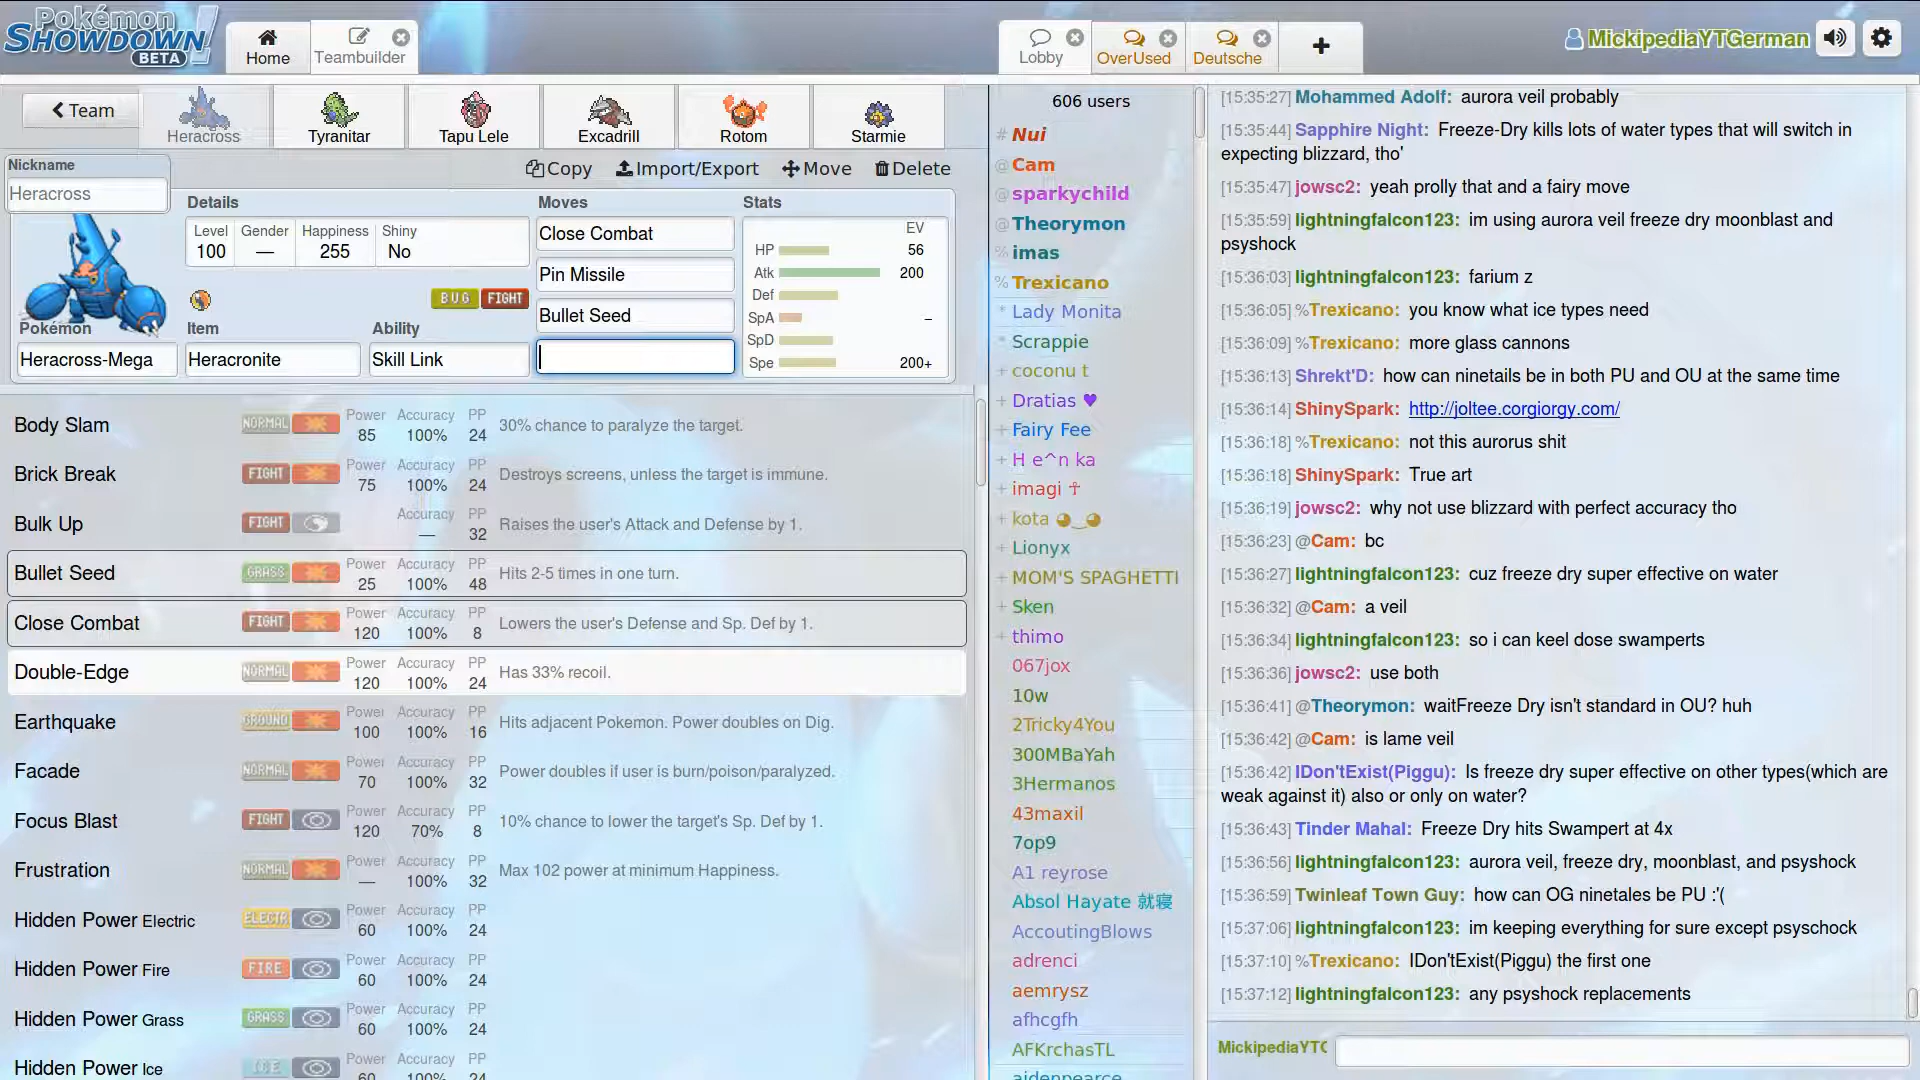 Pokémon
SHOWDOWN!
BETA
Home
Teambuilder
Lobby
OverUsed
Deutsche
+
MickipediaYTGerman
Team
Heracross
Tyranitar
Tapu Lele
Excadrill
Rotom
Starmie
Nickname
Heracross
Copy
Import/Export
Move
Delete
Details
Level
100
Gender
—
Happiness
255
Shiny
No
BUG
FIGHT
Pokémon
Heracross-Mega
Item
Heracronite
Ability
Skill Link
Moves
Close Combat
Pin Missile
Bullet Seed
Stats
EV
HP 56
Atk 200
Def
SpA –
SpD
Spe 200+
Body Slam NORMAL Power 85 Accuracy 100% PP 24 30% chance to paralyze the target.
Brick Break FIGHT Power 75 Accuracy 100% PP 24 Destroys screens, unless the target is immune.
Bulk Up FIGHT Accuracy — PP 32 Raises the user's Attack and Defense by 1.
Bullet Seed GRASS Power 25 Accuracy 100% PP 48 Hits 2-5 times in one turn.
Close Combat FIGHT Power 120 Accuracy 100% PP 8 Lowers the user's Defense and Sp. Def by 1.
Double-Edge NORMAL Power 120 Accuracy 100% PP 24 Has 33% recoil.
Earthquake GROUND Power 100 Accuracy 100% PP 16 Hits adjacent Pokemon. Power doubles on Dig.
Facade NORMAL Power 70 Accuracy 100% PP 32 Power doubles if user is burn/poison/paralyzed.
Focus Blast FIGHT Power 120 Accuracy 70% PP 8 10% chance to lower the target's Sp. Def by 1.
Frustration NORMAL Power — Accuracy 100% PP 32 Max 102 power at minimum Happiness.
Hidden Power Electric ELECTR Power 60 Accuracy 100% PP 24
Hidden Power Fire FIRE Power 60 Accuracy 100% PP 24
Hidden Power Grass GRASS Power 60 Accuracy 100% PP 24
Hidden Power Ice ICE Power 60 Accuracy 100% PP 24
606 users
# Nui
@ Cam
@ sparkychild
@ Theorymon
% imas
% Trexicano
* Lady Monita
* Scrappie
+ coconu t
+ Dratias ♥
+ Fairy Fee
+ H e^n ka
+ imagi ☥
+ kota ◕‿◕
+ Lionyx
+ MOM'S SPAGHETTI
+ Sken
+ thimo
067jox
10w
2Tricky4You
300MBaYah
3Hermanos
43maxil
7op9
A1 reyrose
Absol Hayate 就寝
AccoutingBlows
adrenci
aemrysz
afhcgfh
AFKrchasTL
aidenpearce
[15:35:27] Mohammed Adolf: aurora veil probably
[15:35:44] Sapphire Night: Freeze-Dry kills lots of water types that will switch in
expecting blizzard, tho'
[15:35:47] jowsc2: yeah prolly that and a fairy move
[15:35:59] lightningfalcon123: im using aurora veil freeze dry moonblast and
psyshock
[15:36:03] lightningfalcon123: farium z
[15:36:05] %Trexicano: you know what ice types need
[15:36:09] %Trexicano: more glass cannons
[15:36:13] Shrekt'D: how can ninetails be in both PU and OU at the same time
[15:36:14] ShinySpark: http://joltee.corgiorgy.com/
[15:36:18] %Trexicano: not this aurorus shit
[15:36:18] ShinySpark: True art
[15:36:19] jowsc2: why not use blizzard with perfect accuracy tho
[15:36:23] @Cam: bc
[15:36:27] lightningfalcon123: cuz freeze dry super effective on water
[15:36:32] @Cam: a veil
[15:36:34] lightningfalcon123: so i can keel dose swamperts
[15:36:36] jowsc2: use both
[15:36:41] @Theorymon: waitFreeze Dry isn't standard in OU? huh
[15:36:42] @Cam: is lame veil
[15:36:42] IDon'tExist(Piggu): Is freeze dry super effective on other types(which are
weak against it) also or only on water?
[15:36:43] Tinder Mahal: Freeze Dry hits Swampert at 4x
[15:36:56] lightningfalcon123: aurora veil, freeze dry, moonblast, and psyshock
[15:36:59] Twinleaf Town Guy: how can OG ninetales be PU :'(
[15:37:06] lightningfalcon123: im keeping everything for sure except psyschock
[15:37:10] %Trexicano: IDon'tExist(Piggu) the first one
[15:37:12] lightningfalcon123: any psyshock replacements
MickipediaYTG